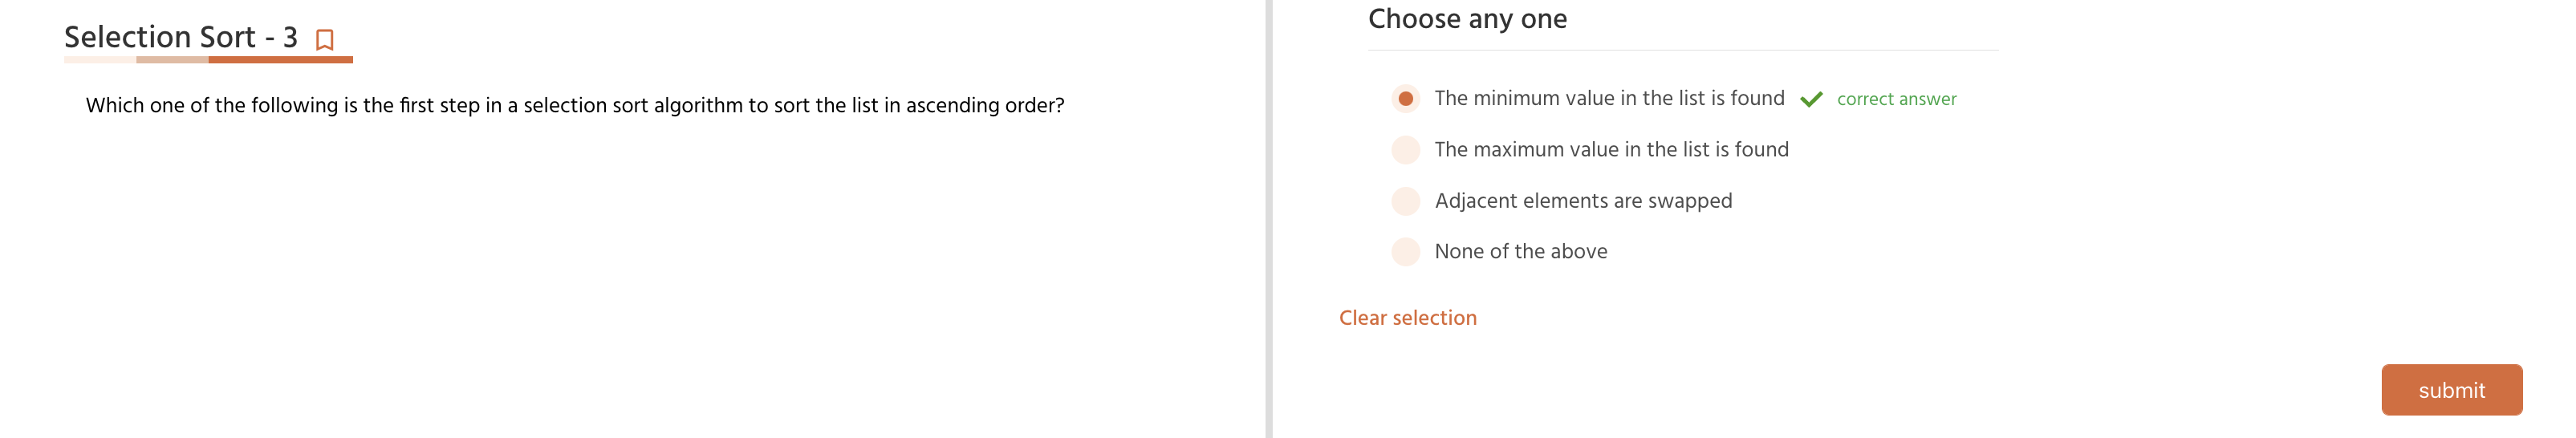 Selection Sort - 3
Which one of the following is the first step in a selection sort algorithm to sort the list in ascending order?
Choose any one
The minimum value in the list is found correct answer
The maximum value in the list is found
Adjacent elements are swapped
None of the above
Clear selection
submit